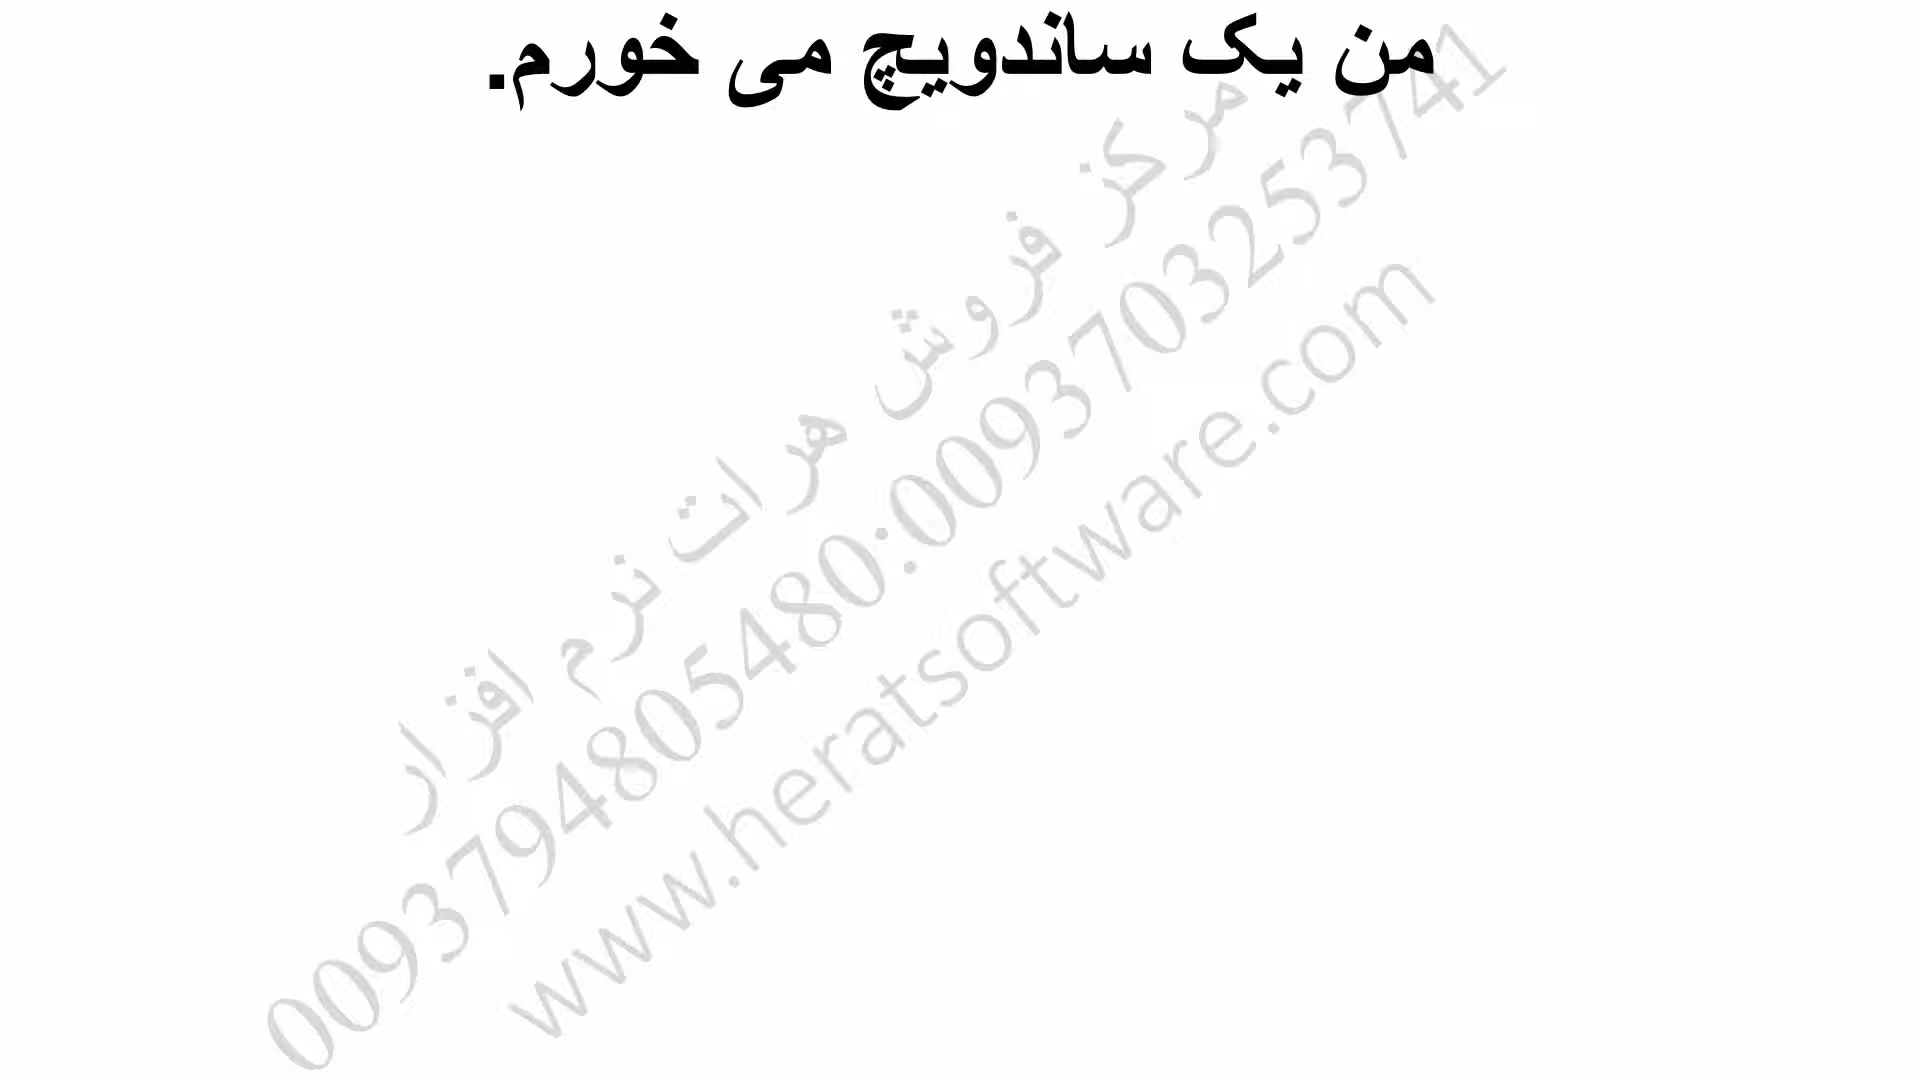 من یک ساندویچ می خورم.
مرکز فروش هرات نرم افزار
0093794805480:0093703253741
www.heratsoftware.com